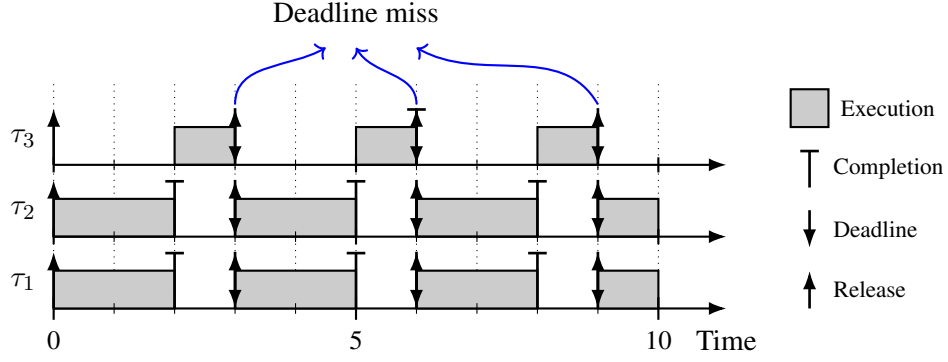 Deadline miss
τ3
τ2
τ1
0
5
10
Time
Execution
Completion
Deadline
Release